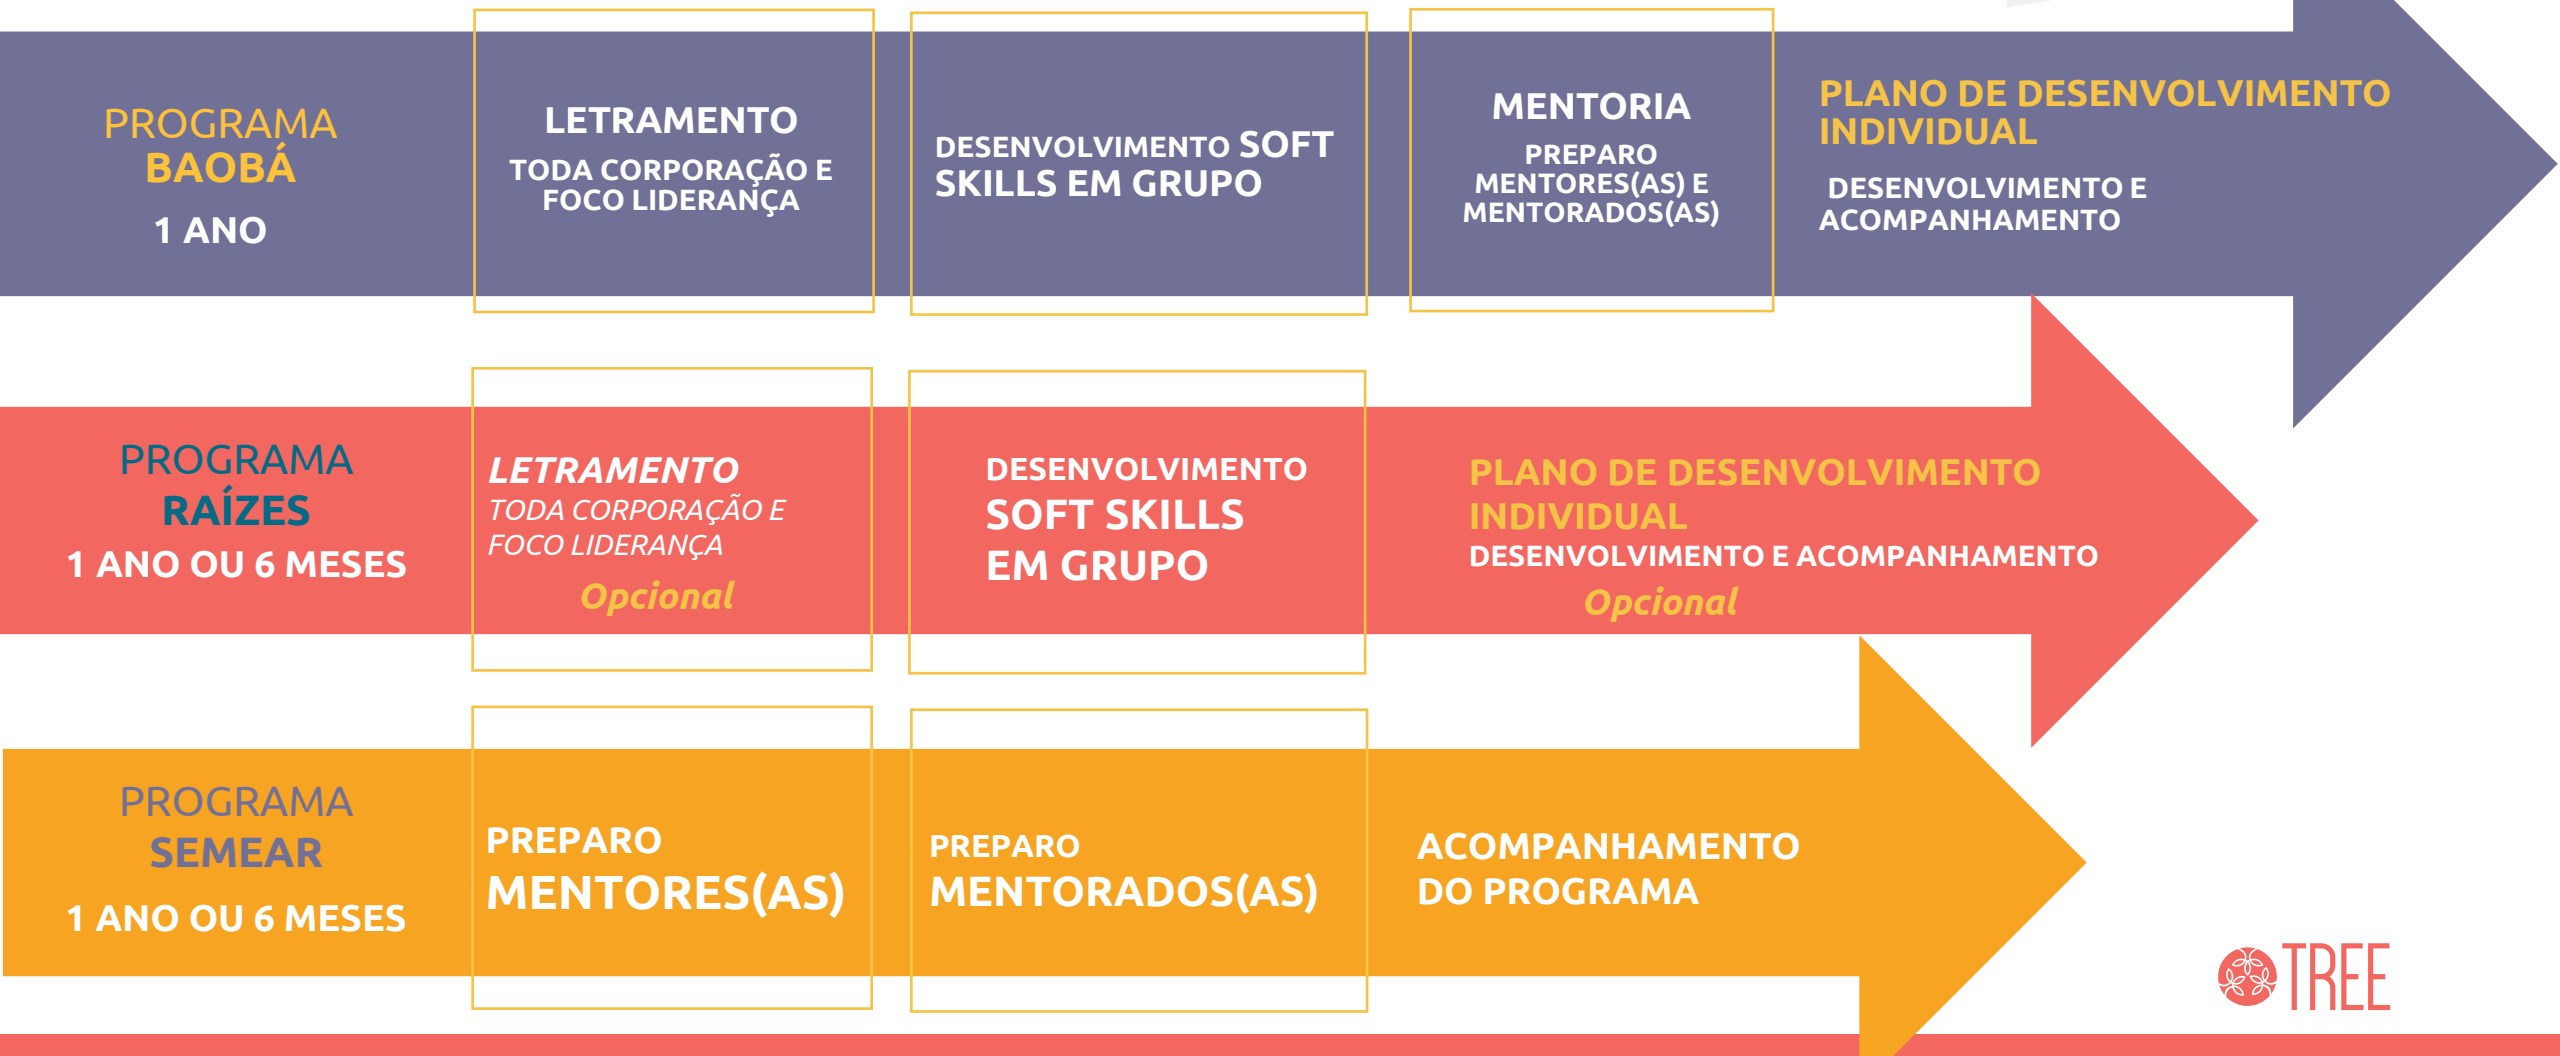 PROGRAMA
BAOBÁ
1 ANO
LETRAMENTO
TODA CORPORAÇÃO E
FOCO LIDERANÇA
DESENVOLVIMENTO SOFT
SKILLS EM GRUPO
MENTORIA
PREPARO
MENTORES(AS) E
MENTORADOS(AS)
PLANO DE DESENVOLVIMENTO
INDIVIDUAL
DESENVOLVIMENTO E
ACOMPANHAMENTO
PROGRAMA
RAÍZES
1 ANO OU 6 MESES
LETRAMENTO
TODA CORPORAÇÃO E
FOCO LIDERANÇA
Opcional
DESENVOLVIMENTO
SOFT SKILLS
EM GRUPO
PLANO DE DESENVOLVIMENTO
INDIVIDUAL
DESENVOLVIMENTO E ACOMPANHAMENTO
Opcional
PROGRAMA
SEMEAR
1 ANO OU 6 MESES
PREPARO
MENTORES(AS)
PREPARO
MENTORADOS(AS)
ACOMPANHAMENTO
DO PROGRAMA
TREE